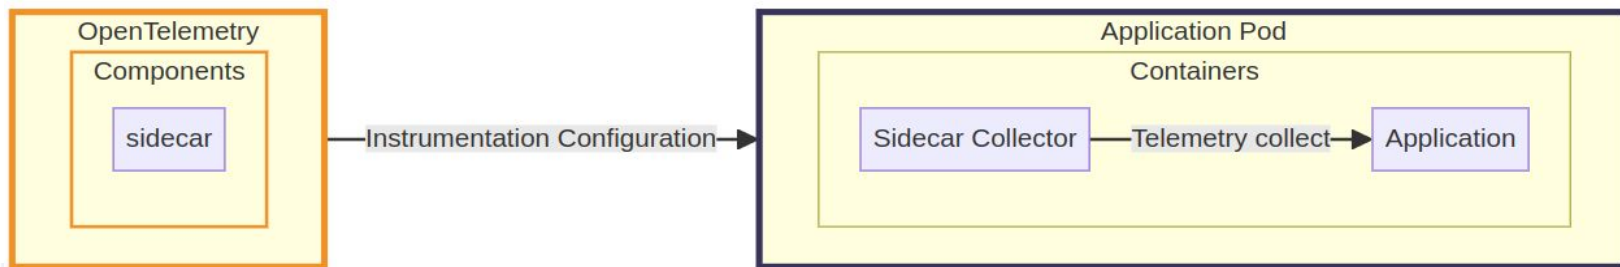 OpenTelemetry
Components
sidecar
Instrumentation Configuration
Application Pod
Containers
Sidecar Collector
Telemetry collect
Application